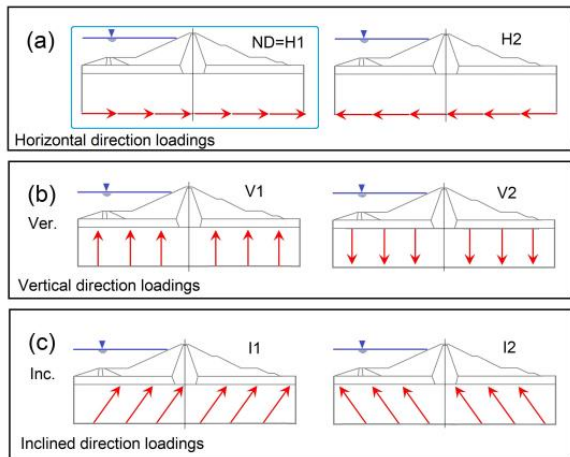 (a)
ND=H1
H2
Horizontal direction loadings
(b)
V1
V2
Ver.
Vertical direction loadings
(c)
I1
I2
Inc.
Inclined direction loadings